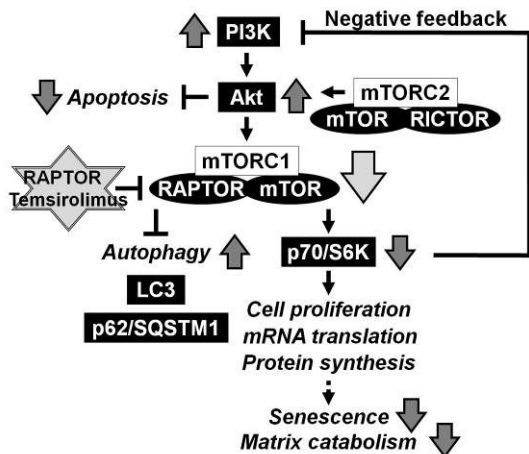 Negative feedback
PI3K
Apoptosis
Akt
mTORC2
mTOR RICTOR
mTORC1
RAPTOR mTOR
RAPTOR
Temsirolimus
Autophagy
p70/S6K
LC3
p62/SQSTM1
Cell proliferation
mRNA translation
Protein synthesis
Senescence
Matrix catabolism